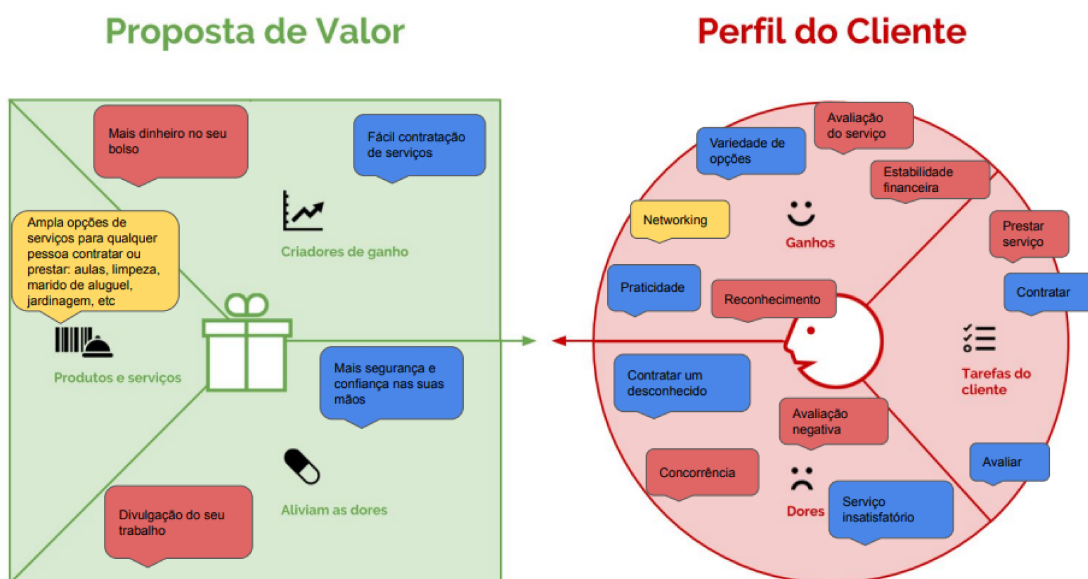 Proposta de Valor
Perfil do Cliente
Mais dinheiro no seu
bolso
Fácil contratação
de serviços
Ampla opções de
serviços para qualquer
pessoa contratar ou
prestar: aulas, limpeza,
marido de aluguel,
jardinagem, etc
Criadores de ganho
Produtos e serviços
Mais segurança e
confiança nas suas
mãos
Aliviam as dores
Divulgação do seu
trabalho
Avaliação
do serviço
Variedade de
opções
Estabilidade
financeira
Networking
Ganhos
Prestar
serviço
Praticidade
Reconhecimento
Contratar
Tarefas do
cliente
Contratar um
desconhecido
Avaliação
negativa
Avaliar
Concorrência
Dores
Serviço
insatisfatório